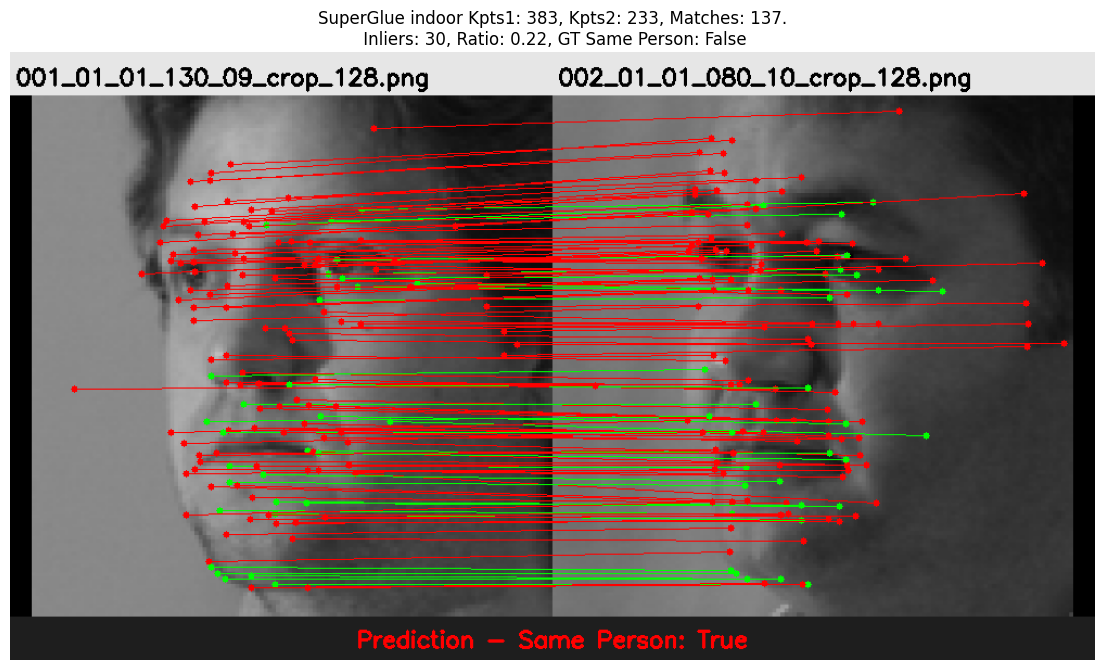 SuperGlue indoor Kpts1: 383, Kpts2: 233, Matches: 137.
Inliers: 30, Ratio: 0.22, GT Same Person: False
001_01_01_130_09_crop_128.png
002_01_01_080_10_crop_128.png
Prediction – Same Person: True